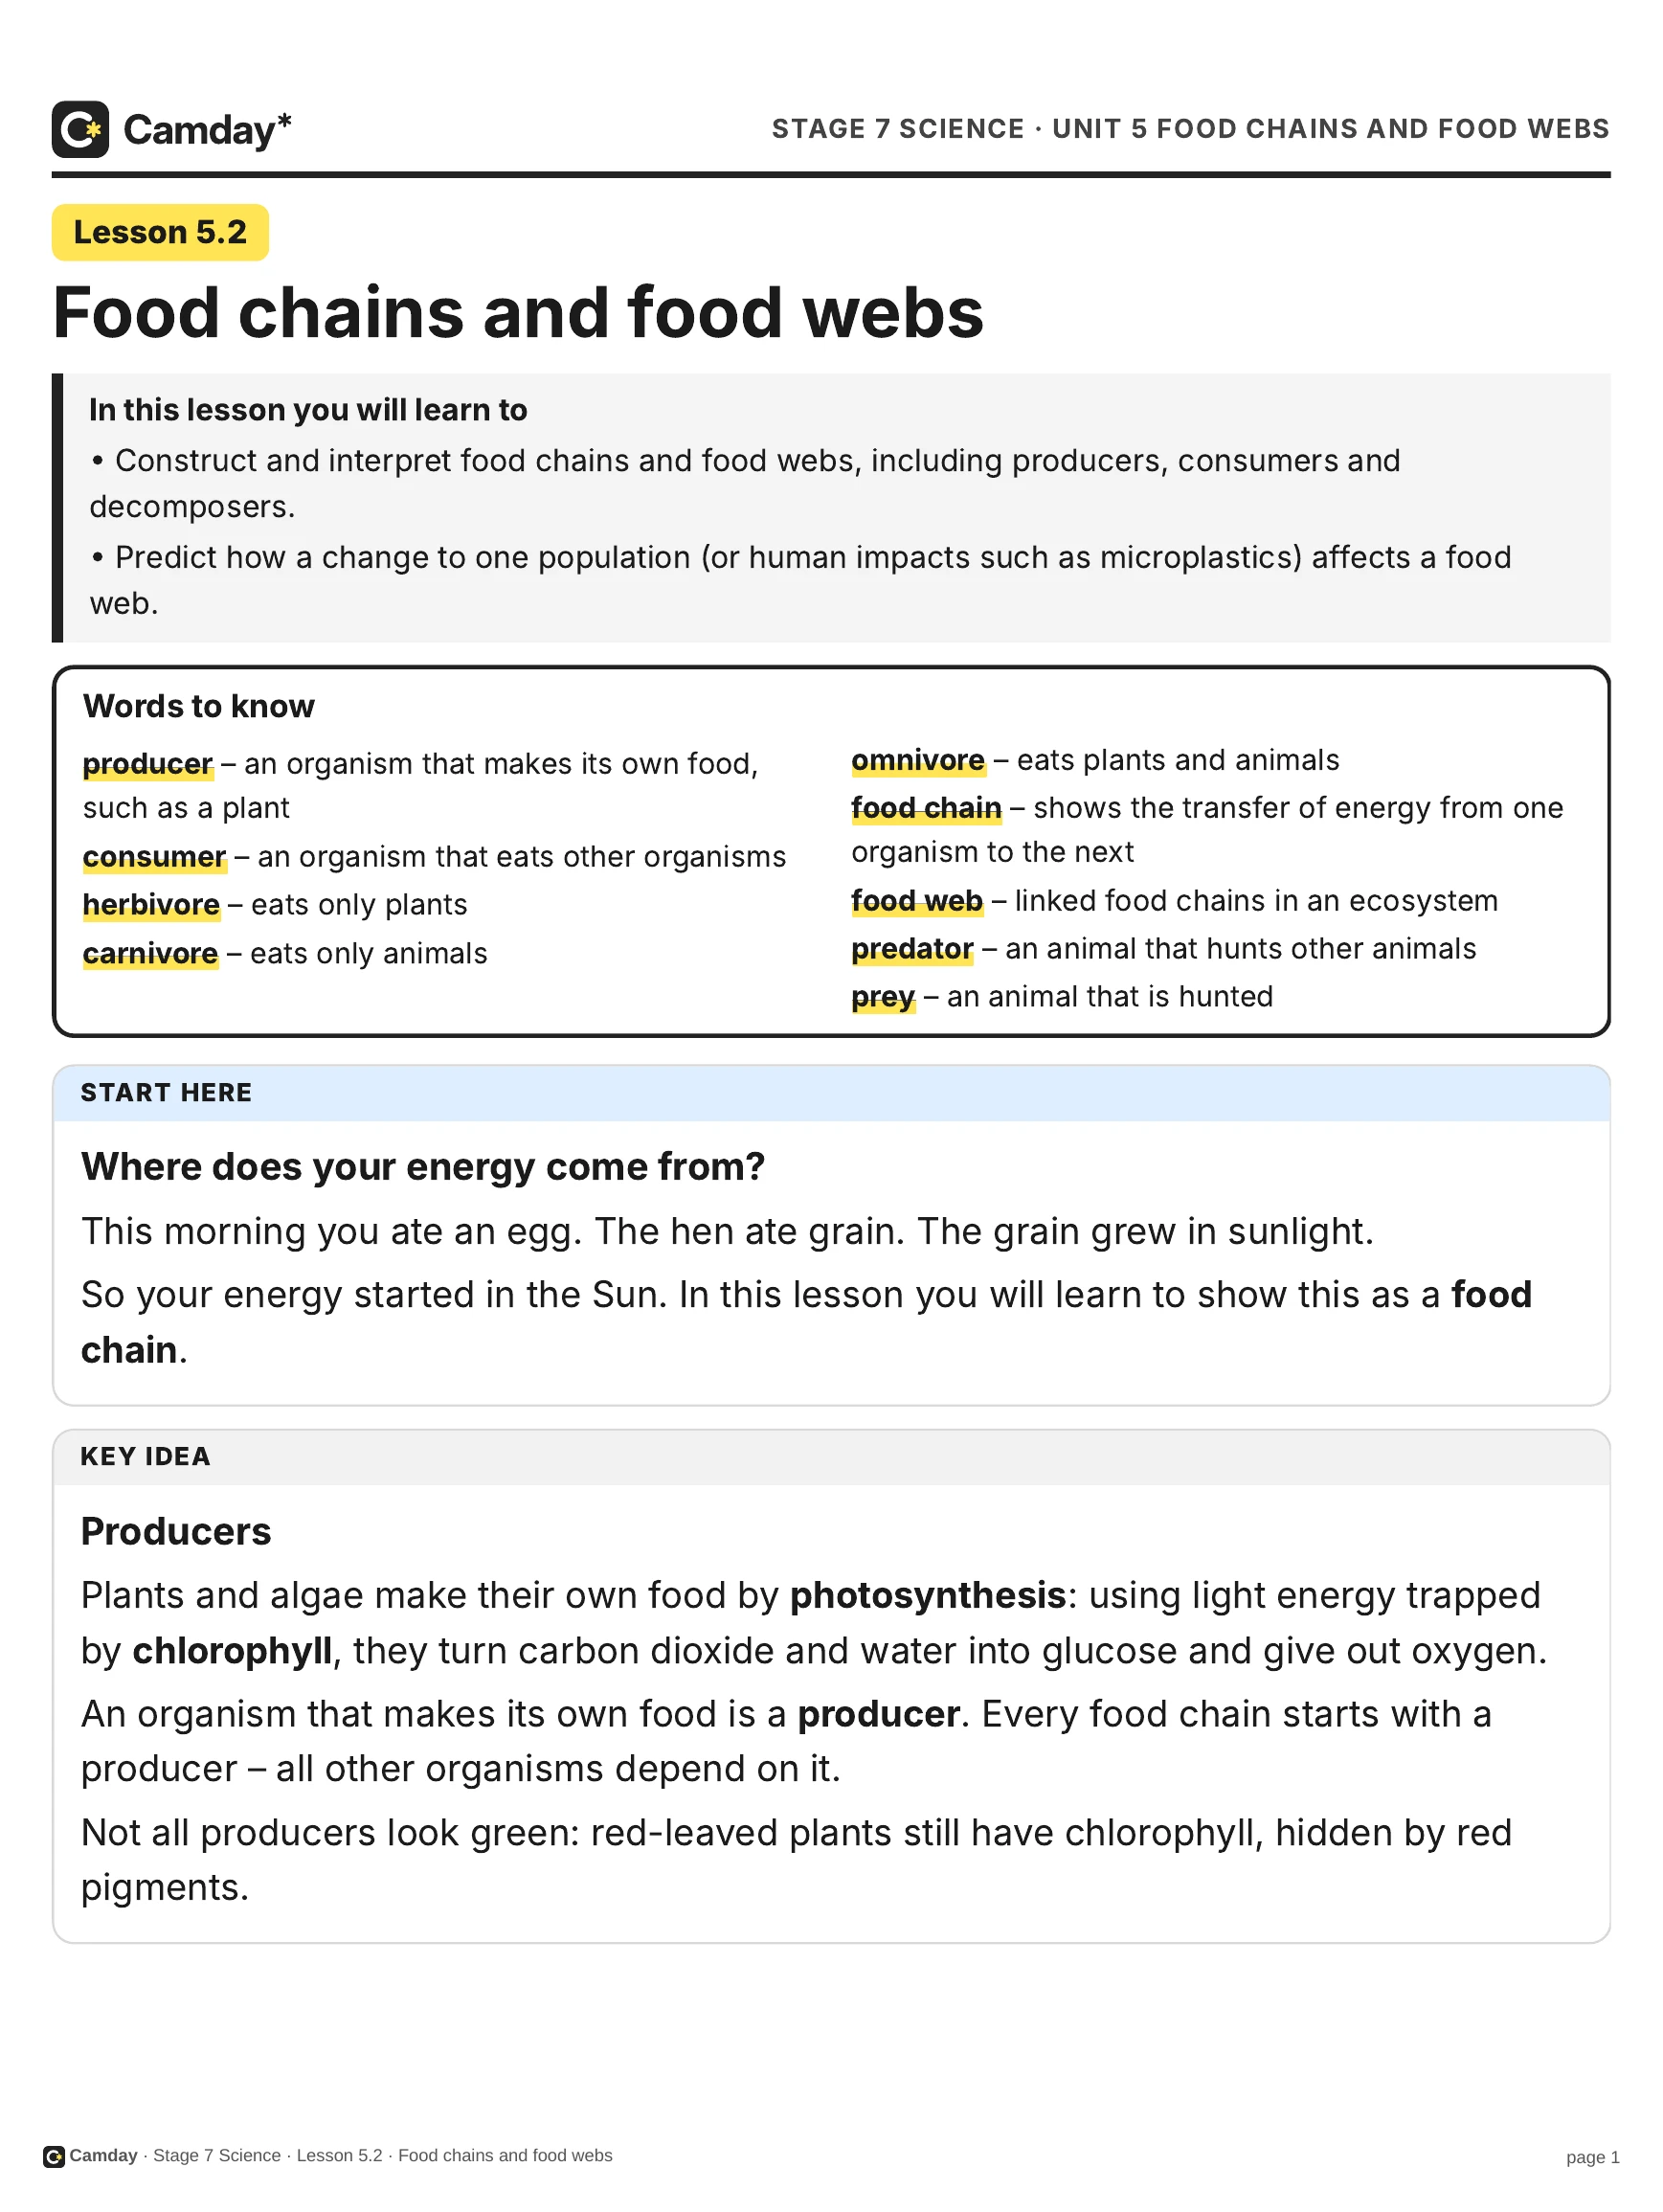 Camday*
STAGE 7 SCIENCE · UNIT 5 FOOD CHAINS AND FOOD WEBS
Lesson 5.2
Food chains and food webs
In this lesson you will learn to
• Construct and interpret food chains and food webs, including producers, consumers and
decomposers.
• Predict how a change to one population (or human impacts such as microplastics) affects a food
web.
Words to know
producer – an organism that makes its own food,
such as a plant
consumer – an organism that eats other organisms
herbivore – eats only plants
carnivore – eats only animals
omnivore – eats plants and animals
food chain – shows the transfer of energy from one
organism to the next
food web – linked food chains in an ecosystem
predator – an animal that hunts other animals
prey – an animal that is hunted
START HERE
Where does your energy come from?
This morning you ate an egg. The hen ate grain. The grain grew in sunlight.
So your energy started in the Sun. In this lesson you will learn to show this as a food
chain.
KEY IDEA
Producers
Plants and algae make their own food by photosynthesis: using light energy trapped
by chlorophyll, they turn carbon dioxide and water into glucose and give out oxygen.
An organism that makes its own food is a producer. Every food chain starts with a
producer – all other organisms depend on it.
Not all producers look green: red-leaved plants still have chlorophyll, hidden by red
pigments.
Camday · Stage 7 Science · Lesson 5.2 · Food chains and food webs
page 1